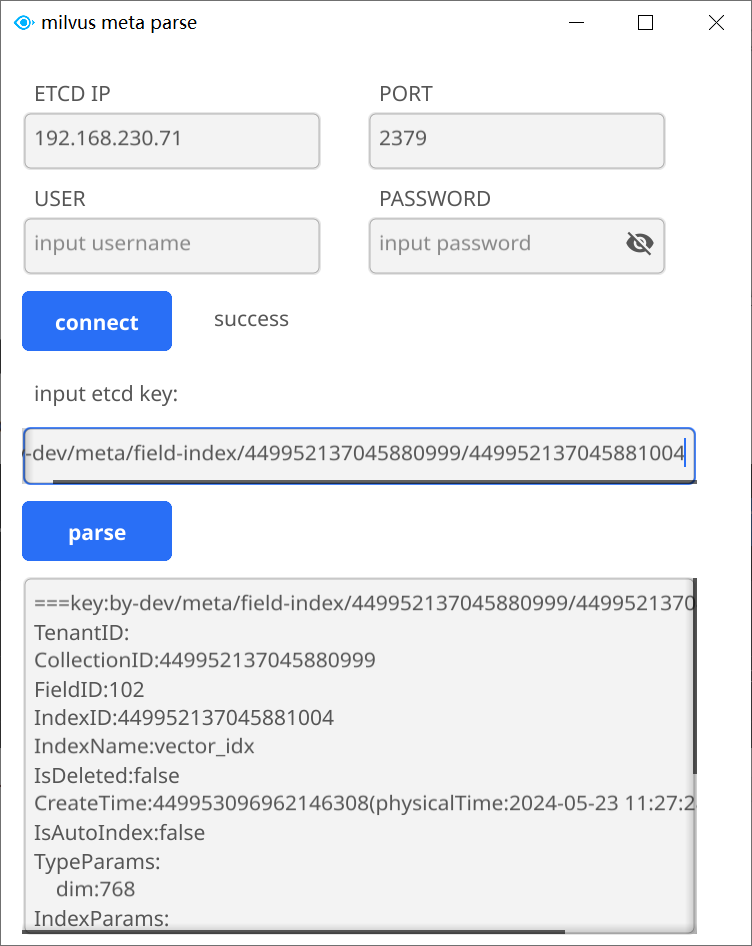 milvus meta parse
ETCD IP
PORT
192.168.230.71
2379
USER
PASSWORD
input username
input password
connect
success
input etcd key:
-dev/meta/field-index/449952137045880999/449952137045881004
parse
===key:by-dev/meta/field-index/449952137045880999/4499521370
TenantID:
CollectionID:449952137045880999
FieldID:102
IndexID:449952137045881004
IndexName:vector_idx
IsDeleted:false
CreateTime:449953096962146308(physicalTime:2024-05-23 11:27:2
IsAutoIndex:false
TypeParams:
dim:768
IndexParams: